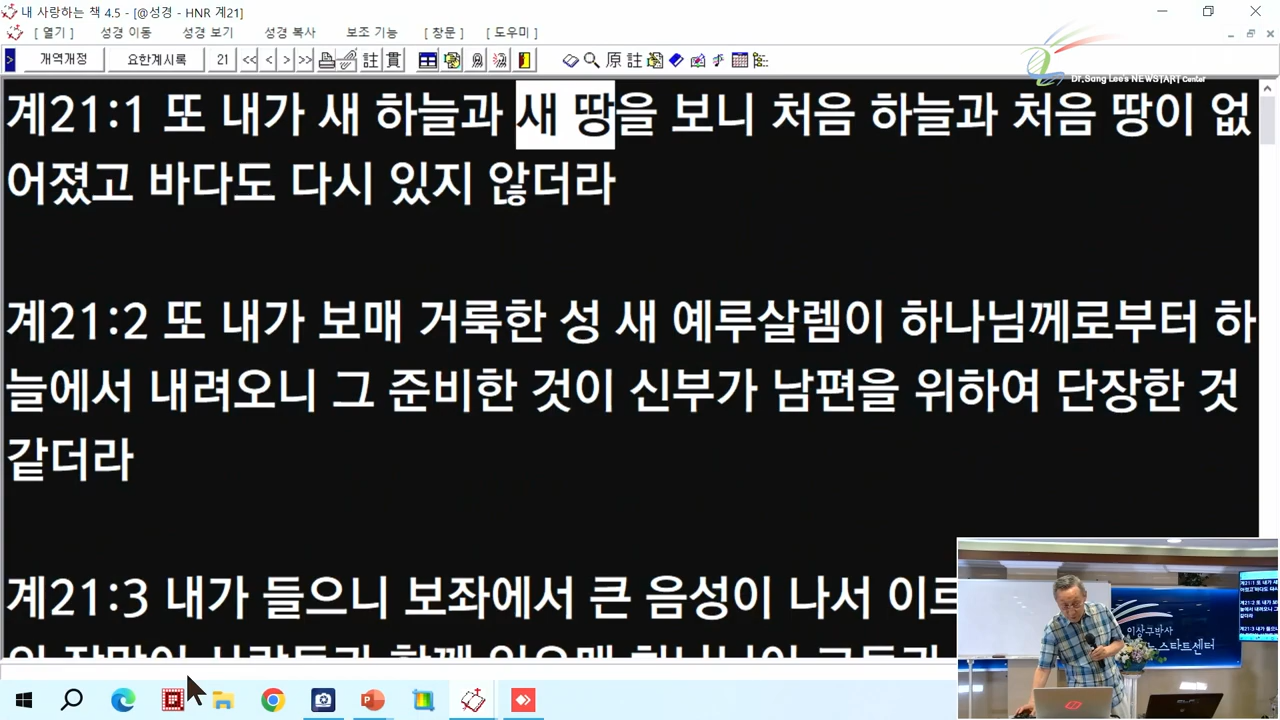 내 사랑하는 책 4.5 - [@성경 - HNR 계21]
[ 열기 ] 성경 이동 성경 보기 성경 복사 보조 기능 [ 창문 ] [ 도우미 ]
개역개정 요한계시록 21 << < > >> 註 貫 原 註
Dr.Sang Lee's NEWSTART Center
계21:1 또 내가 새 하늘과 새 땅을 보니 처음 하늘과 처음 땅이 없
어졌고 바다도 다시 있지 않더라
계21:2 또 내가 보매 거룩한 성 새 예루살렘이 하나님께로부터 하
늘에서 내려오니 그 준비한 것이 신부가 남편을 위하여 단장한 것
같더라
계21:3 내가 들으니 보좌에서 큰 음성이 나서 이르
이상구박사
스타트센터